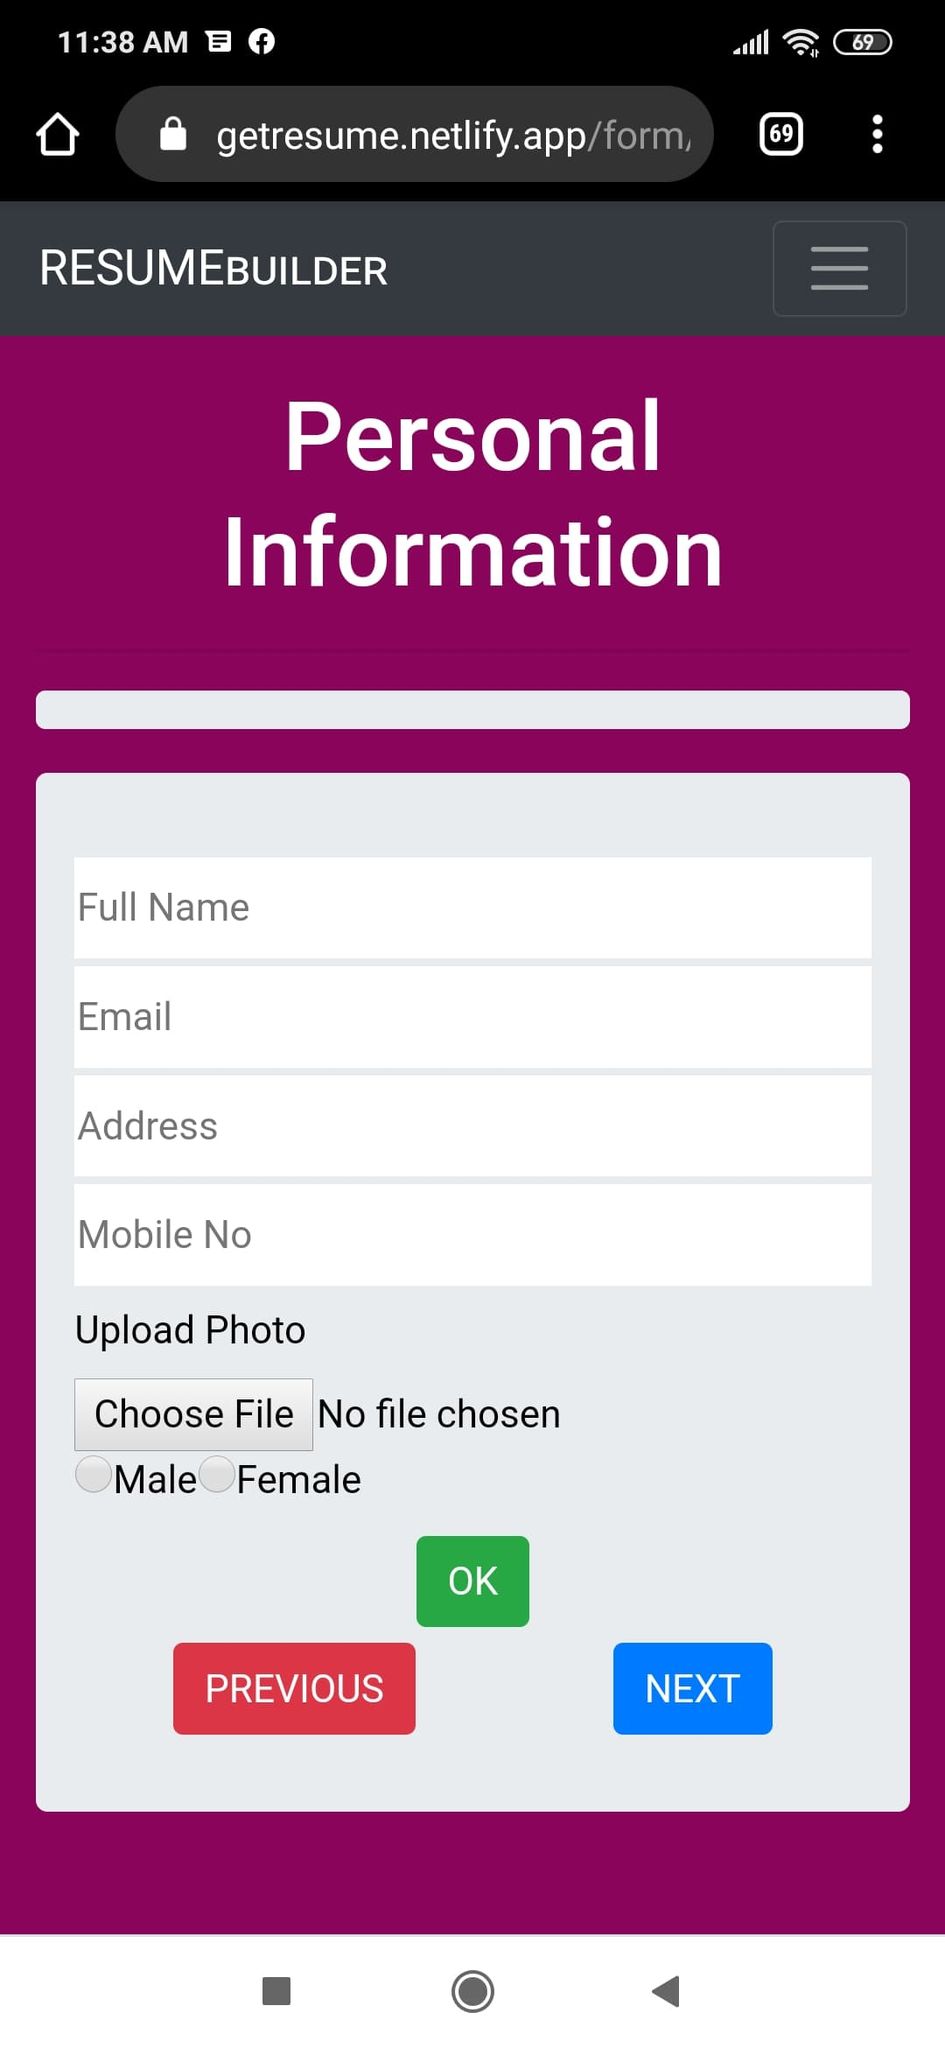 11:38 AM 69
getresume.netlify.app/form/ 69
RESUMEBUILDER
Personal
Information
Full Name
Email
Address
Mobile No
Upload Photo
Choose File No file chosen
Male Female
OK
PREVIOUS NEXT